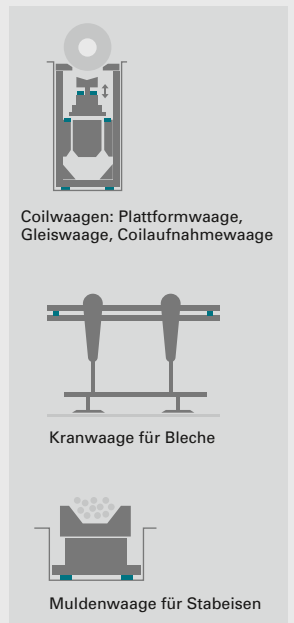 Coilwaagen: Plattformwaage,
Gleiswaage, Coilaufnahmewaage
Kranwaage für Bleche
Muldenwaage für Stabeisen